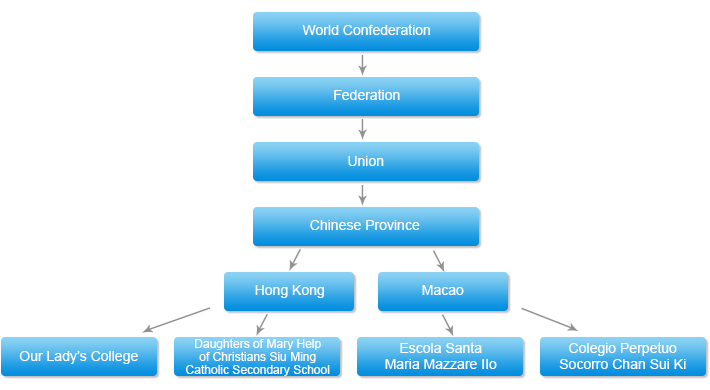 World Confederation
Federation
Union
Chinese Province
Hong Kong
Macao
Our Lady's College
Daughters of Mary Help
of Christians Siu Ming
Catholic Secondary School
Escola Santa
Maria Mazzare llo
Colegio Perpetuo
Socorro Chan Sui Ki